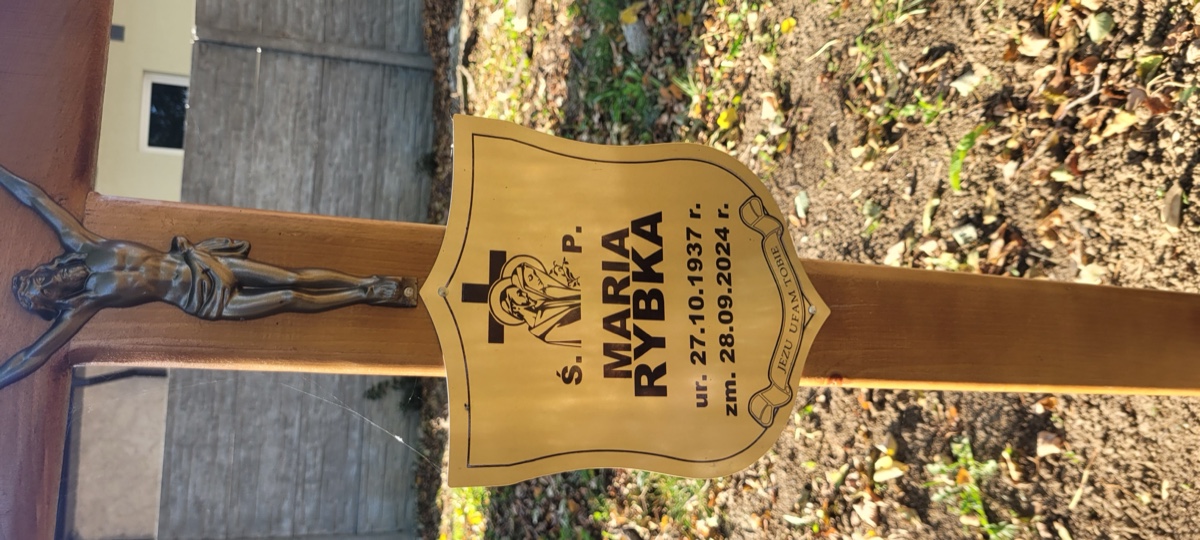 Ś. P.
MARIA
RYBKA
ur. 27.10.1937 r.
zm. 28.09.2024 r.
JEZU UFAM TOBIE